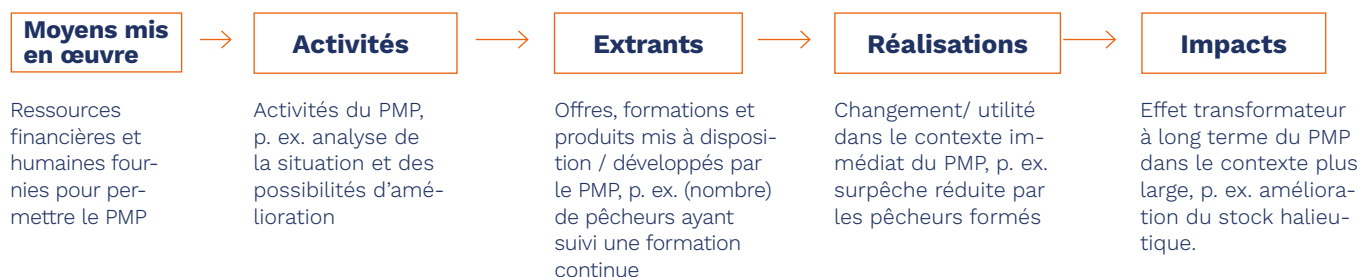 Moyens mis
en œuvre
Activités
Extrants
Réalisations
Impacts
Ressources
financières et
humaines four-
nies pour per-
mettre le PMP
Activités du PMP,
p. ex. analyse de
la situation et des
possibilités d’amé-
lioration
Offres, formations et
produits mis à disposi-
tion / développés par
le PMP, p. ex. (nombre)
de pêcheurs ayant
suivi une formation
continue
Changement/ utilité
dans le contexte im-
médiat du PMP, p. ex.
surpêche réduite par
les pêcheurs formés
Effet transformateur
à long terme du PMP
dans le contexte plus
large, p. ex. améliora-
tion du stock halieu-
tique.